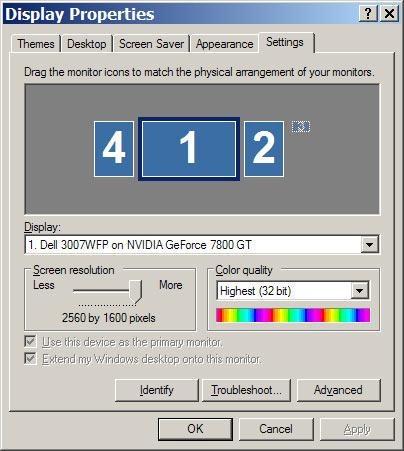 Display Properties
Themes Desktop Screen Saver Appearance Settings
Drag the monitor icons to match the physical arrangement of your monitors.
4 1 2 3
Display:
1. Dell 3007WFP on NVIDIA GeForce 7800 GT
Screen resolution
Less More
2560 by 1600 pixels
Color quality
Highest (32 bit)
Use this device as the primary monitor.
Extend my Windows desktop onto this monitor.
Identify Troubleshoot... Advanced
OK Cancel Apply